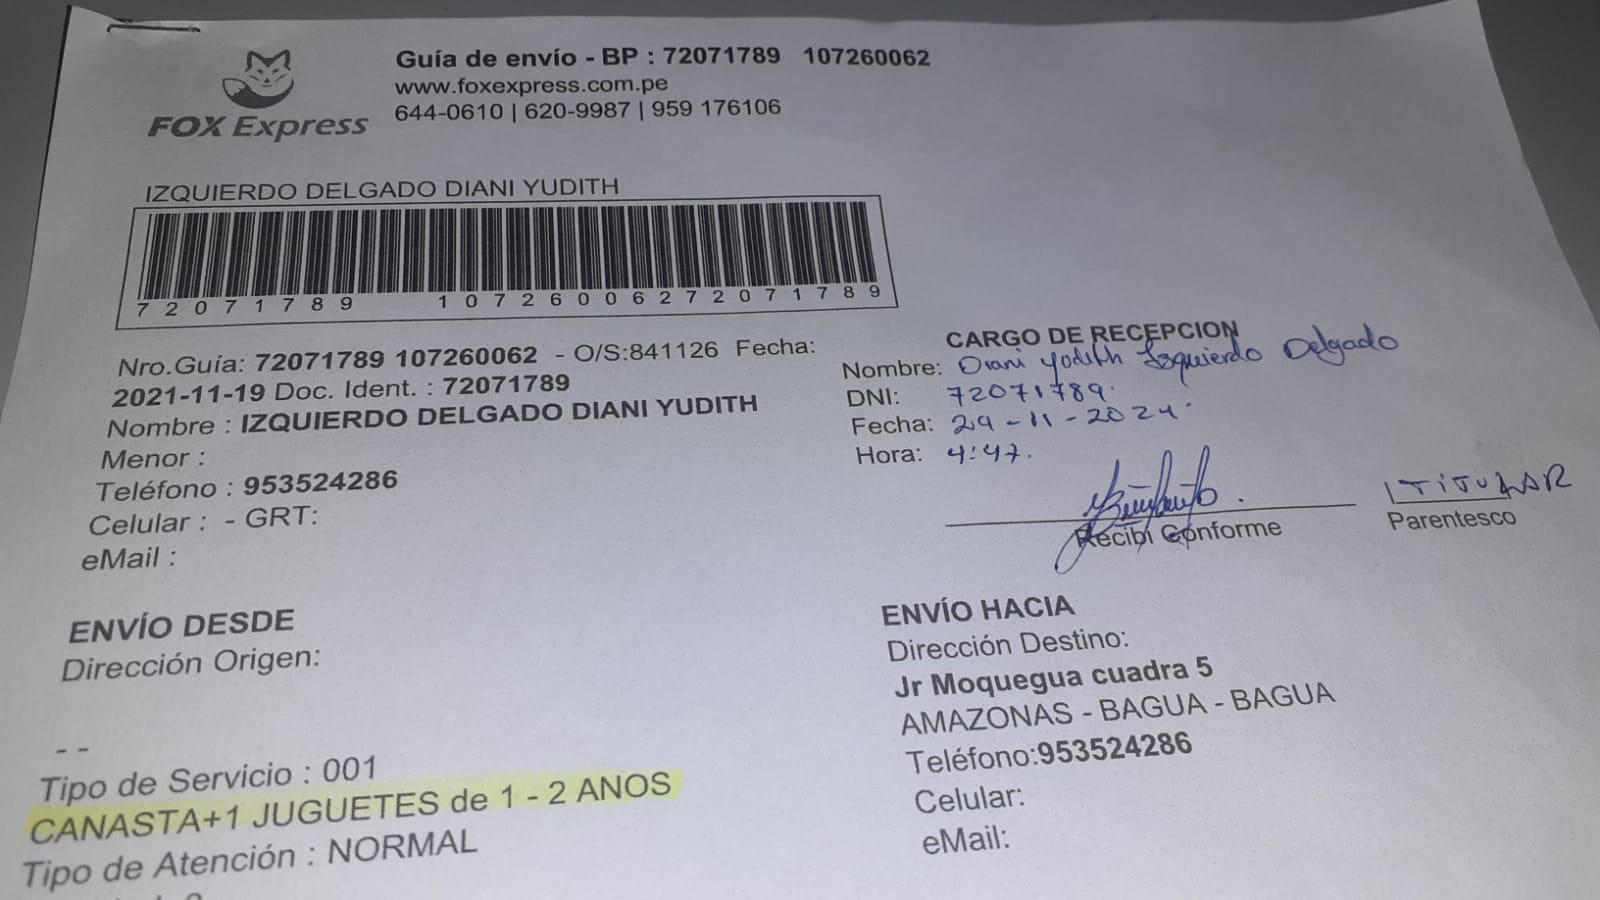 Guía de envío - BP : 72071789 107260062
www.foxexpress.com.pe
644-0610 | 620-9987 | 959 176106
FOX Express
IZQUIERDO DELGADO DIANI YUDITH
72071789 10726006272071789
Nro.Guía: 72071789 107260062 - O/S:841126 Fecha:
2021-11-19 Doc. Ident. : 72071789
Nombre : IZQUIERDO DELGADO DIANI YUDITH
Menor :
Teléfono : 953524286
Celular : - GRT:
eMail :
CARGO DE RECEPCION
Nombre: Diani Yudith Izquierdo Delgado
DNI: 72071789.
Fecha: 29-11-2021.
Hora: 4:47.
Recibí Conforme
TITULAR
Parentesco
ENVÍO DESDE
Dirección Origen:
- -
Tipo de Servicio : 001
CANASTA+1 JUGUETES de 1 - 2 ANOS
Tipo de Atención : NORMAL
ENVÍO HACIA
Dirección Destino:
Jr Moquegua cuadra 5
AMAZONAS - BAGUA - BAGUA
Teléfono:953524286
Celular:
eMail: